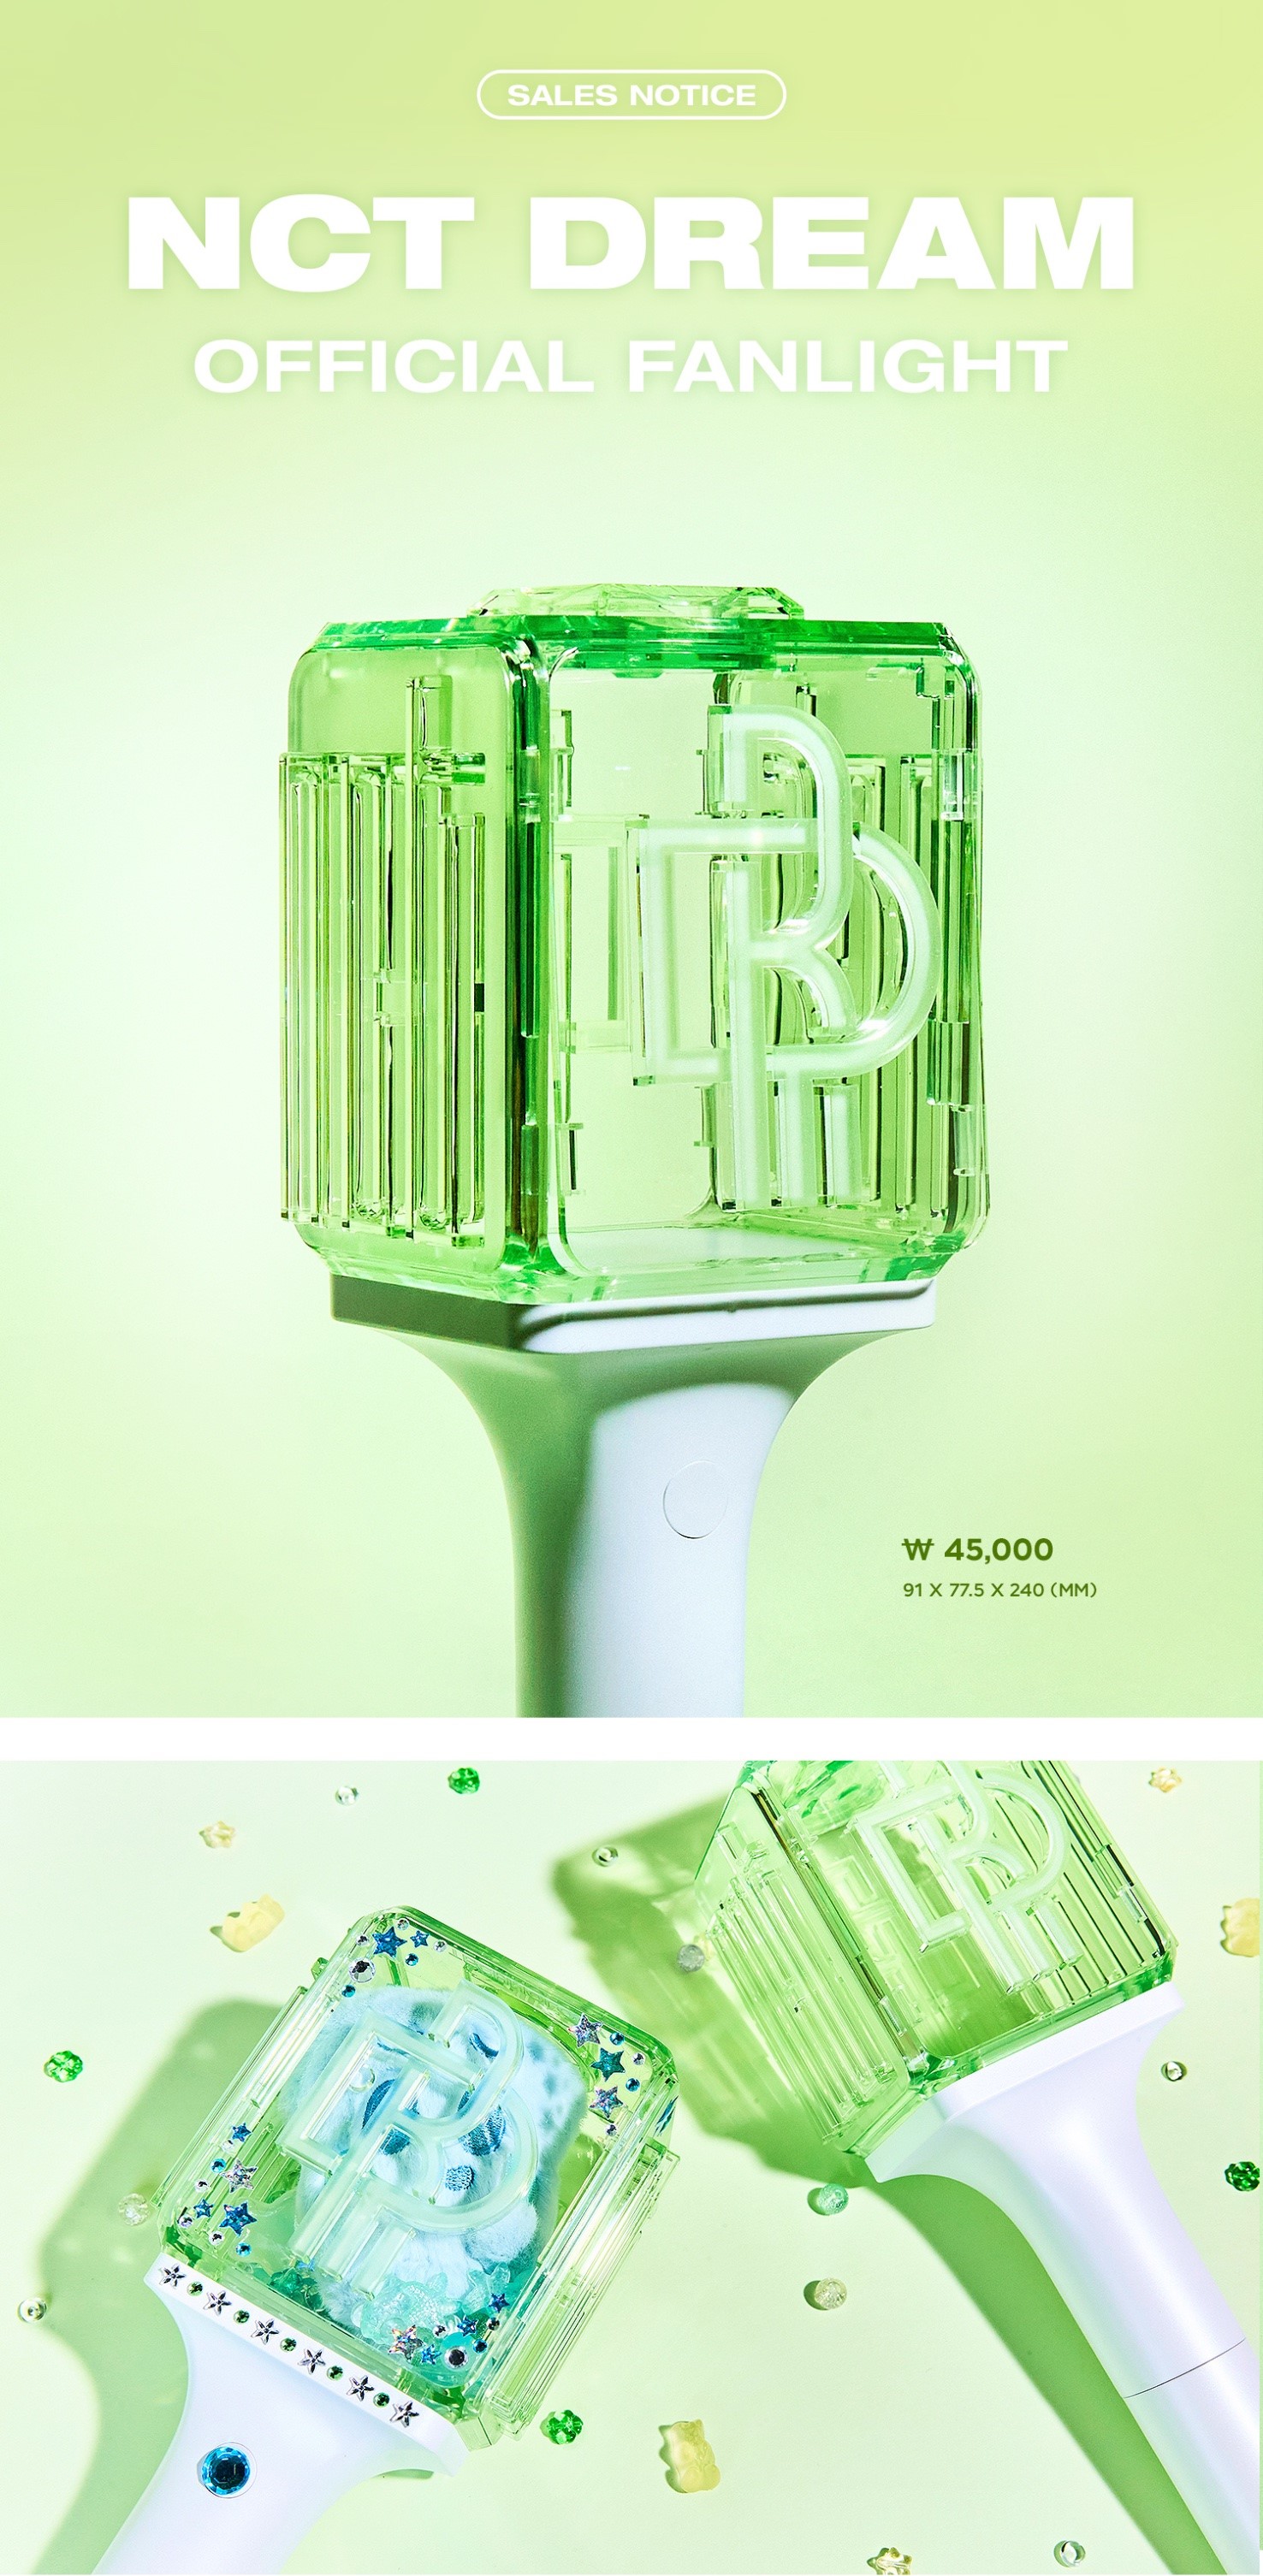 SALES NOTICE
NCT DREAM
OFFICIAL FANLIGHT
₩ 45,000
91 X 77.5 X 240 (MM)